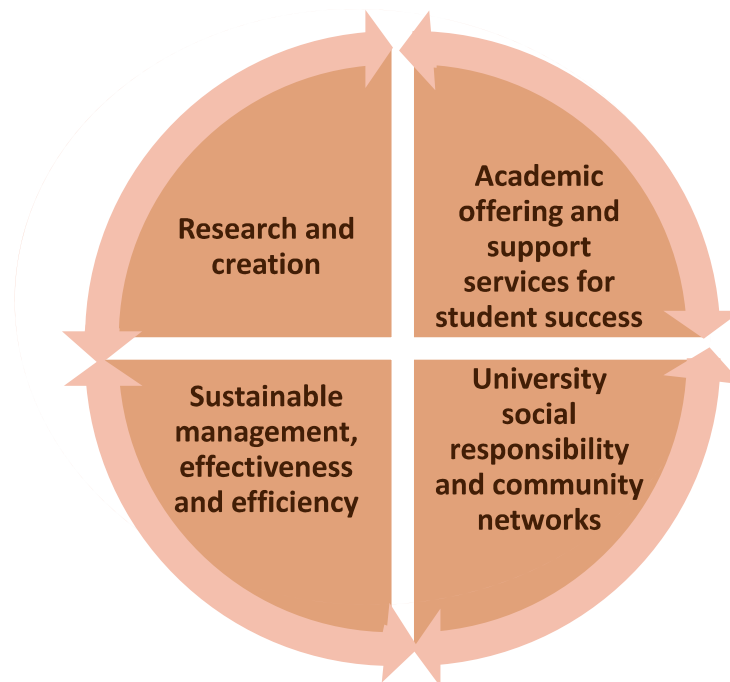 Research and
creation
Academic
offering and
support
services for
student success
Sustainable
management,
effectiveness
and efficiency
University
social
responsibility
and community
networks